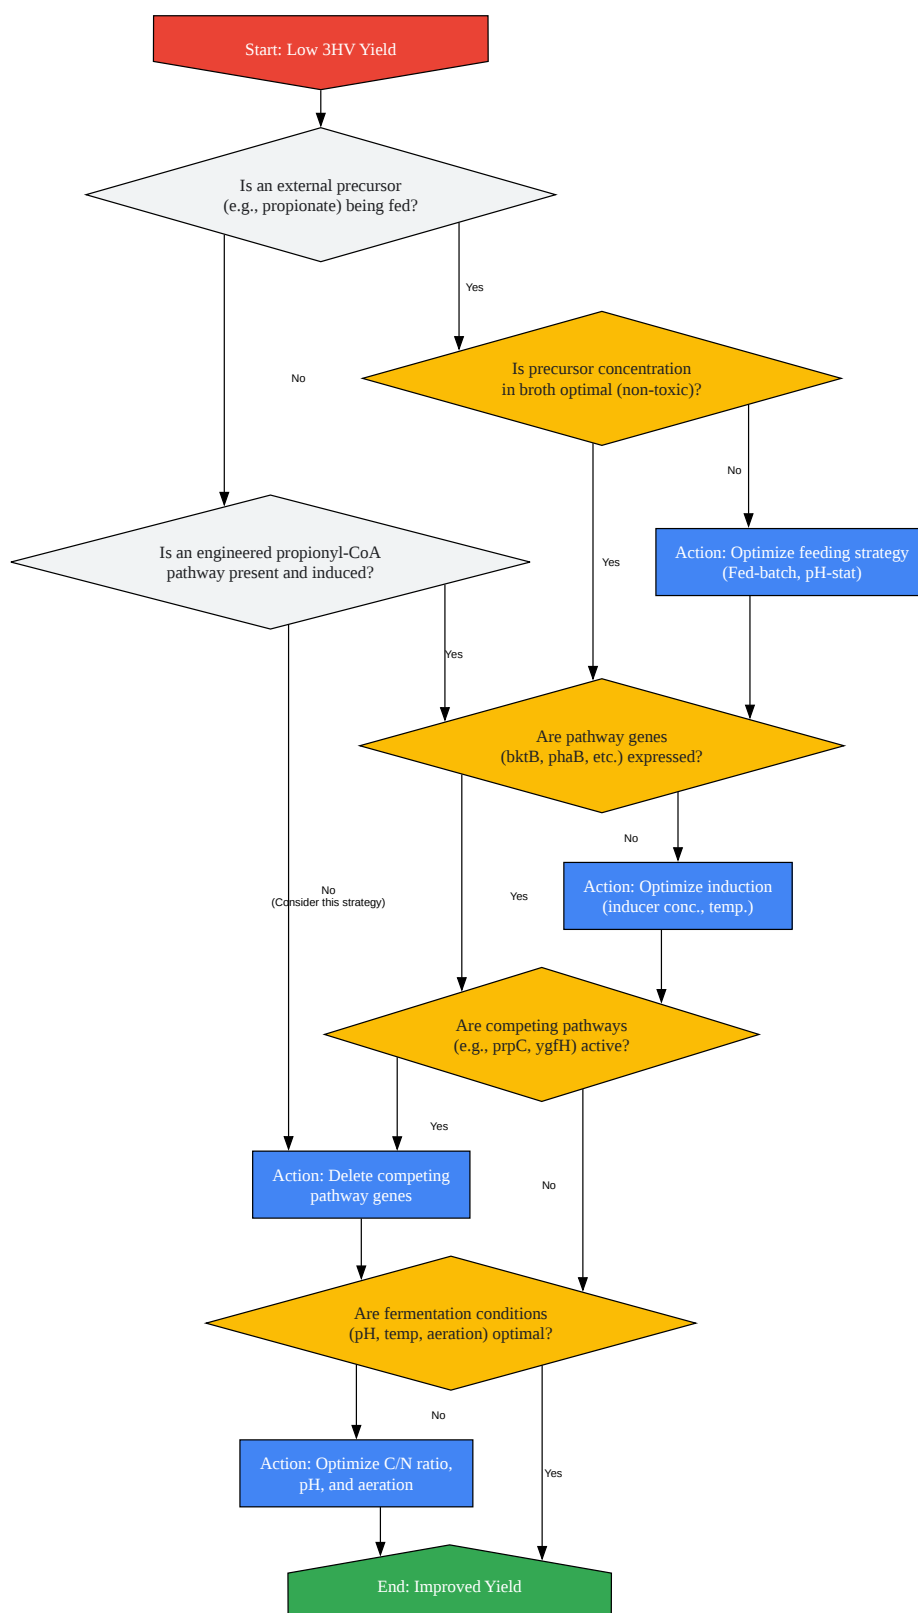 Start: Low 3HV Yield
Is an external precursor
(e.g., propionate) being fed?
Yes
No
Is precursor concentration
in broth optimal (non-toxic)?
No
Yes
Action: Optimize feeding strategy
(Fed-batch, pH-stat)
Is an engineered propionyl-CoA
pathway present and induced?
Yes
No
(Consider this strategy)
Are pathway genes
(bktB, phaB, etc.) expressed?
No
Yes
Action: Optimize induction
(inducer conc., temp.)
Are competing pathways
(e.g., prpC, ygfH) active?
Yes
No
Action: Delete competing
pathway genes
Are fermentation conditions
(pH, temp, aeration) optimal?
No
Yes
Action: Optimize C/N ratio,
pH, and aeration
End: Improved Yield